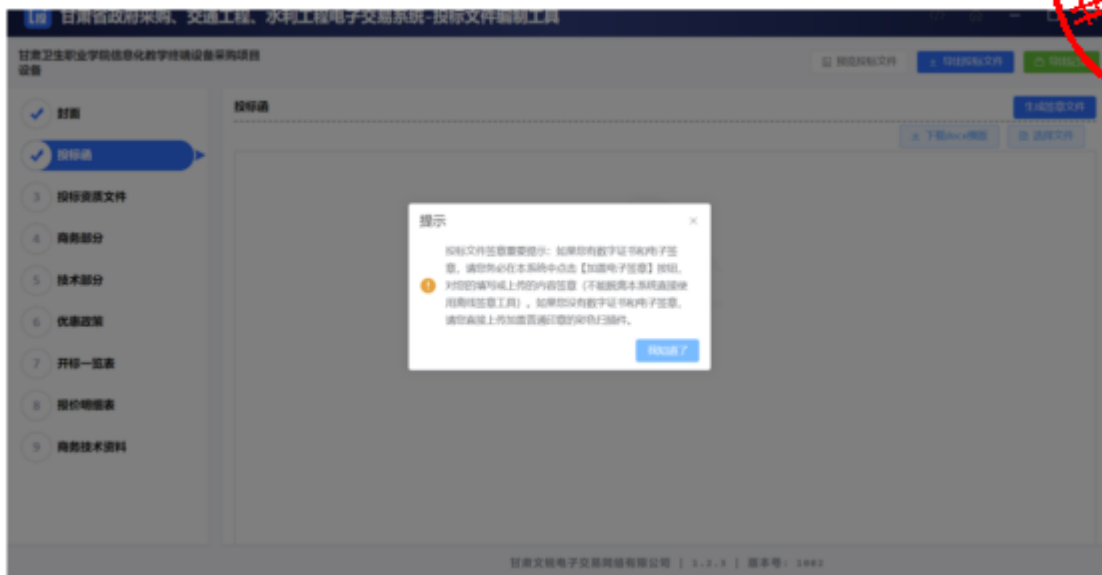 甘肃省政府采购、交通工程、水利工程电子交易系统-投标文件编制工具
甘肃卫生职业学院信息化教学终端设备采购项目
设备
预览投标文件
导出投标文件
投标函
生成签章文件
下载docx模版
选择文件
封面
投标函
3 投标资质文件
4 商务部分
5 技术部分
6 优惠政策
7 开标一览表
8 报价明细表
9 商务技术资料
提示
投标文件签章重要提示：如果您有数字证书和电子签
章，请您务必在本系统中点击【加盖电子签章】按钮，
对您的填写或上传的内容签章（不能脱离本系统直接使
用离线签章工具）。如果您没有数字证书和电子签章，
请您直接上传加盖普通印章的彩色扫描件。
我知道了
甘肃文锐电子交易网络有限公司 | 1.2.3 | 版本号: 1002